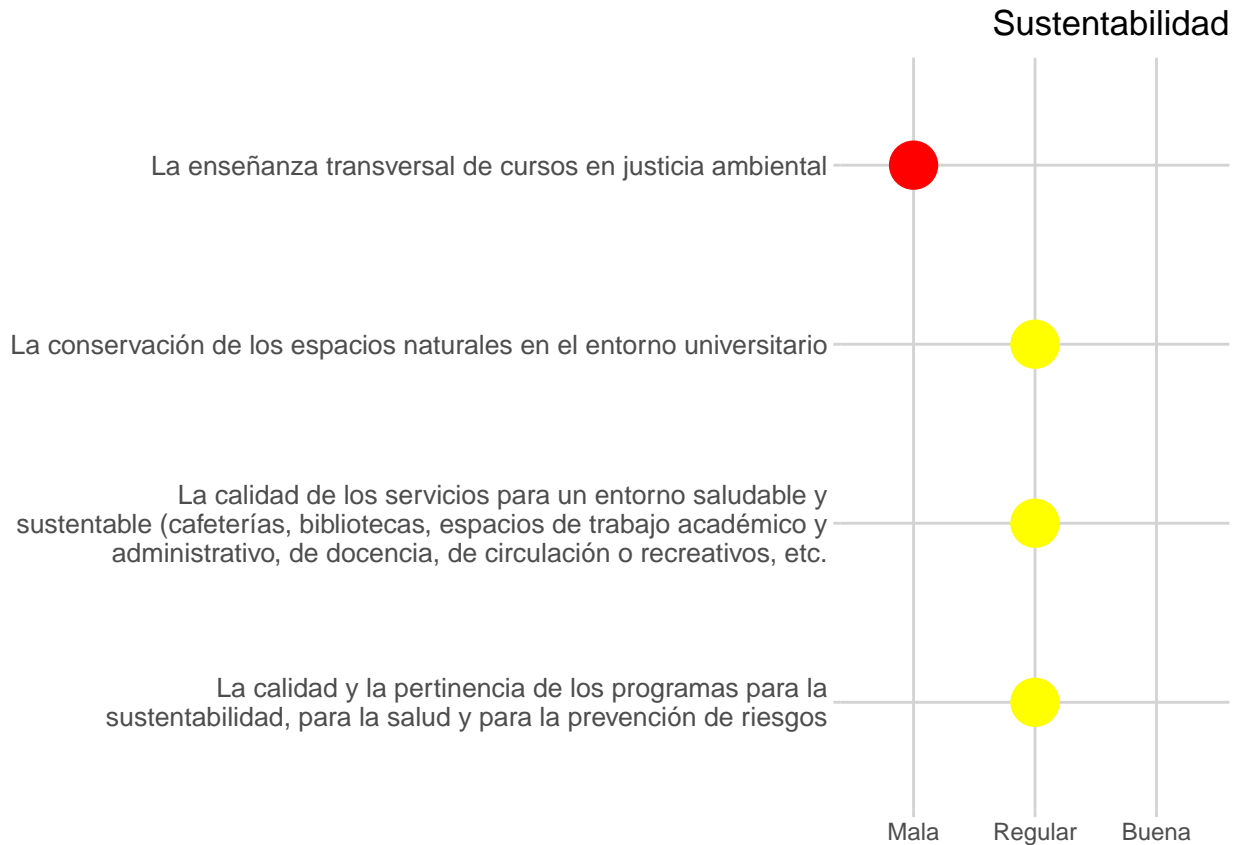 Sustentabilidad
La enseñanza transversal de cursos en justicia ambiental
La conservación de los espacios naturales en el entorno universitario
La calidad de los servicios para un entorno saludable y
sustentable (cafeterías, bibliotecas, espacios de trabajo académico y
administrativo, de docencia, de circulación o recreativos, etc.
La calidad y la pertinencia de los programas para la
sustentabilidad, para la salud y para la prevención de riesgos
Mala Regular Buena